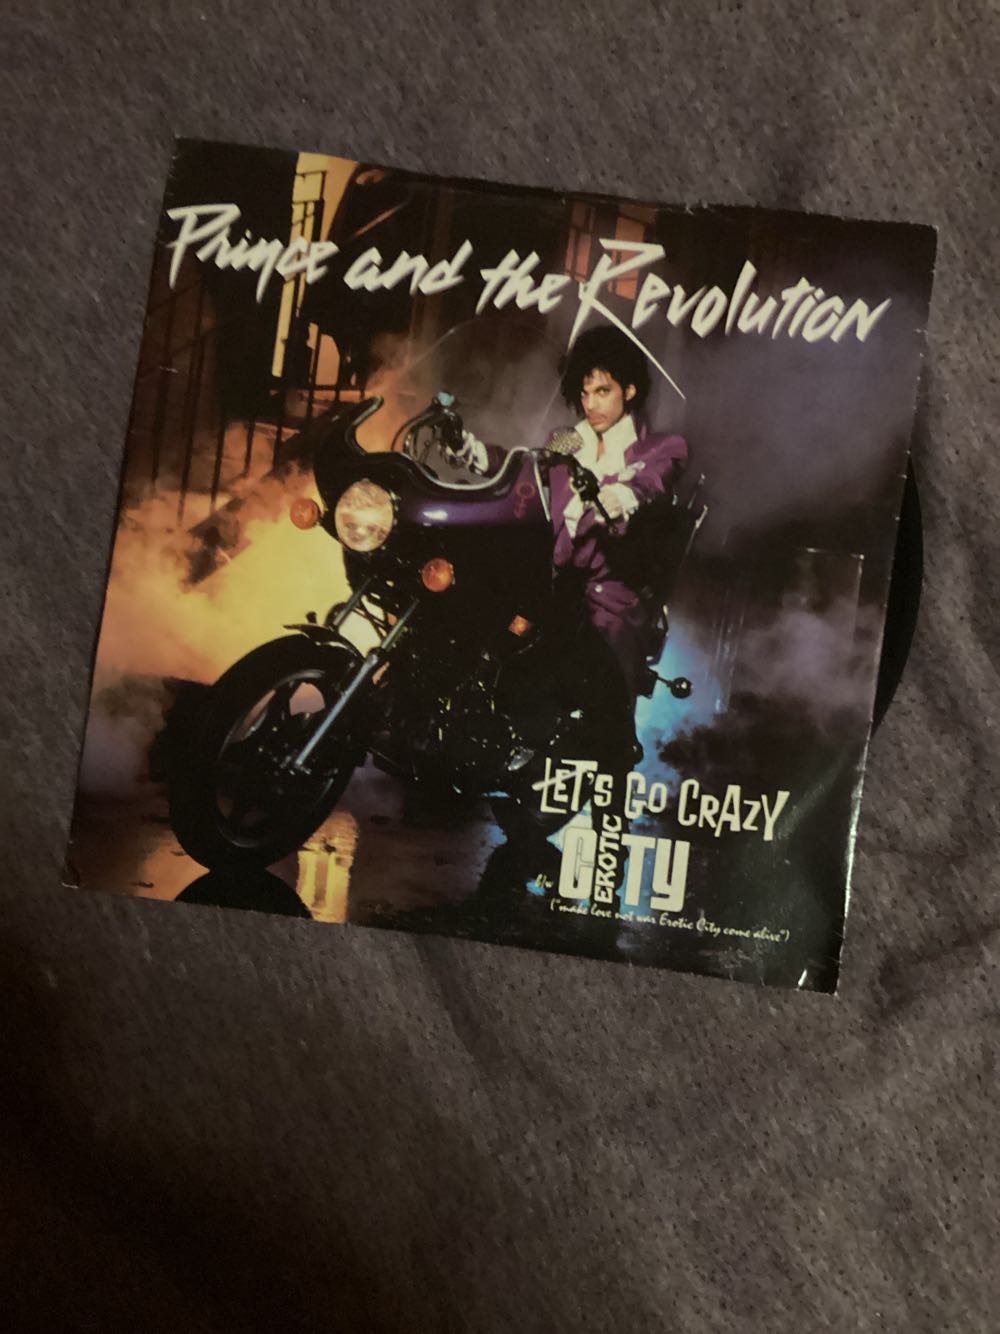 Prince and the Revolution
LET'S GO CRAZY
b/w EROTIC CITY
("make love not war Erotic City come alive")